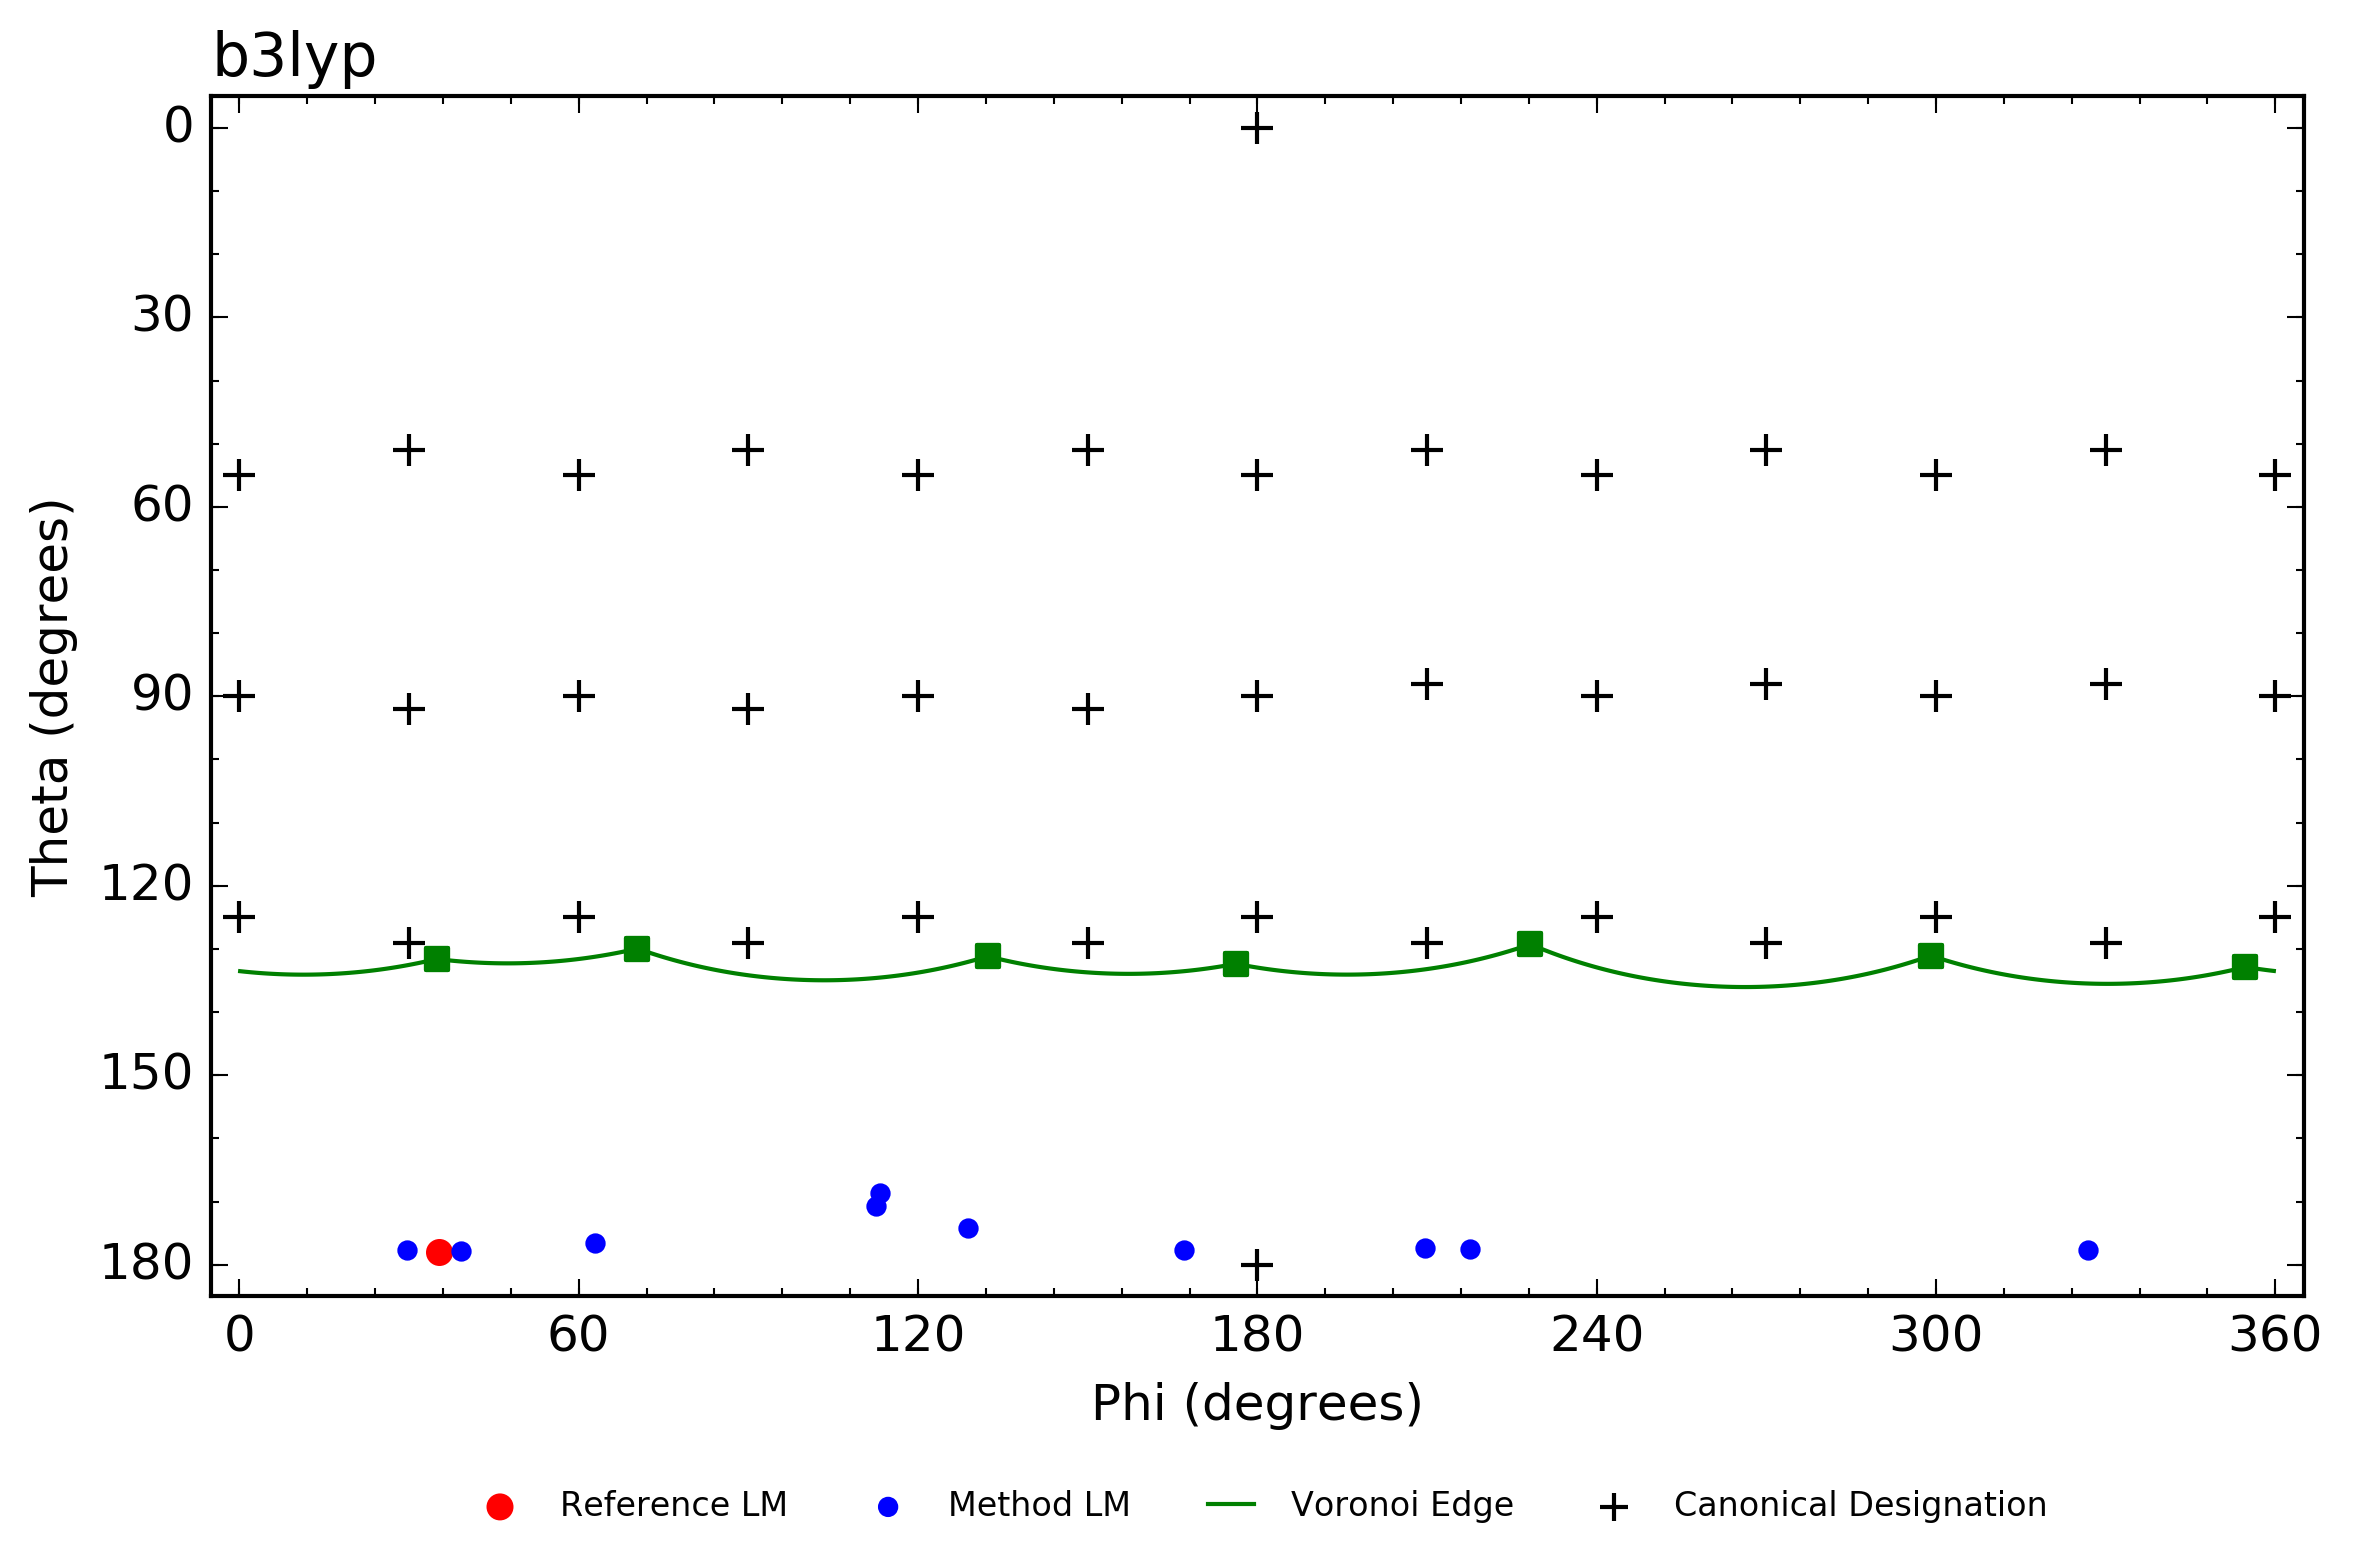 b3lyp
0
30
60
90
120
150
180
Theta (degrees)
0 60 120 180 240 300 360
Phi (degrees)
Reference LM Method LM Voronoi Edge Canonical Designation